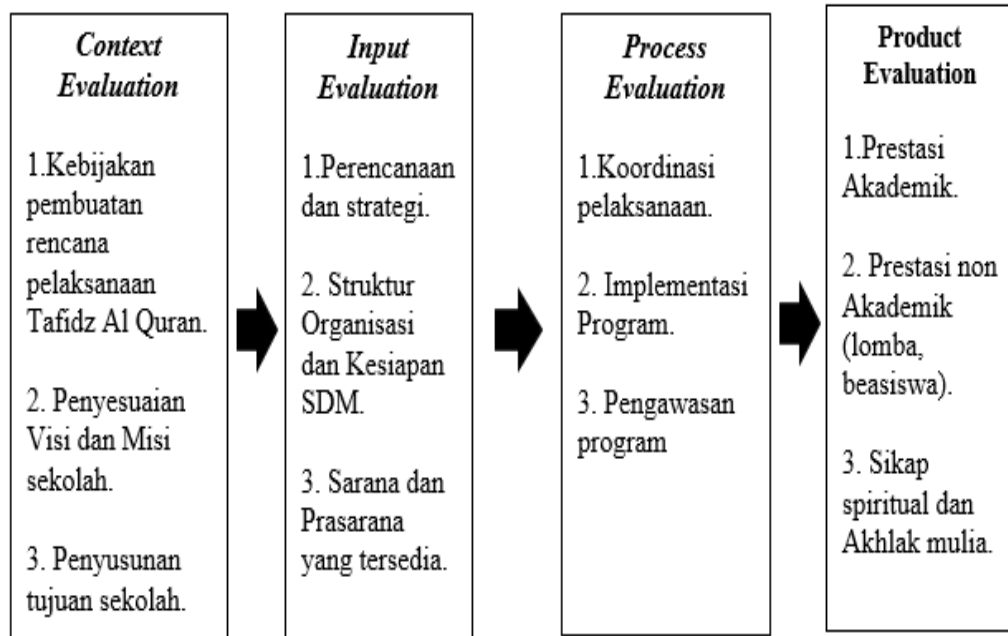 Context
Evaluation
1.Kebijakan
pembuatan
rencana
pelaksanaan
Tafidz Al Quran.
2. Penyesuaian
Visi dan Misi
sekolah.
3. Penyusunan
tujuan sekolah.
Input
Evaluation
1.Perencanaan
dan strategi.
2. Struktur
Organisasi
dan Kesiapan
SDM.
3. Sarana dan
Prasarana
yang tersedia.
Process
Evaluation
1.Koordinasi
pelaksanaan.
2. Implementasi
Program.
3. Pengawasan
program
Product
Evaluation
1.Prestasi
Akademik.
2. Prestasi non
Akademik
(lomba,
beasiswa).
3. Sikap
spiritual dan
Akhlak mulia.